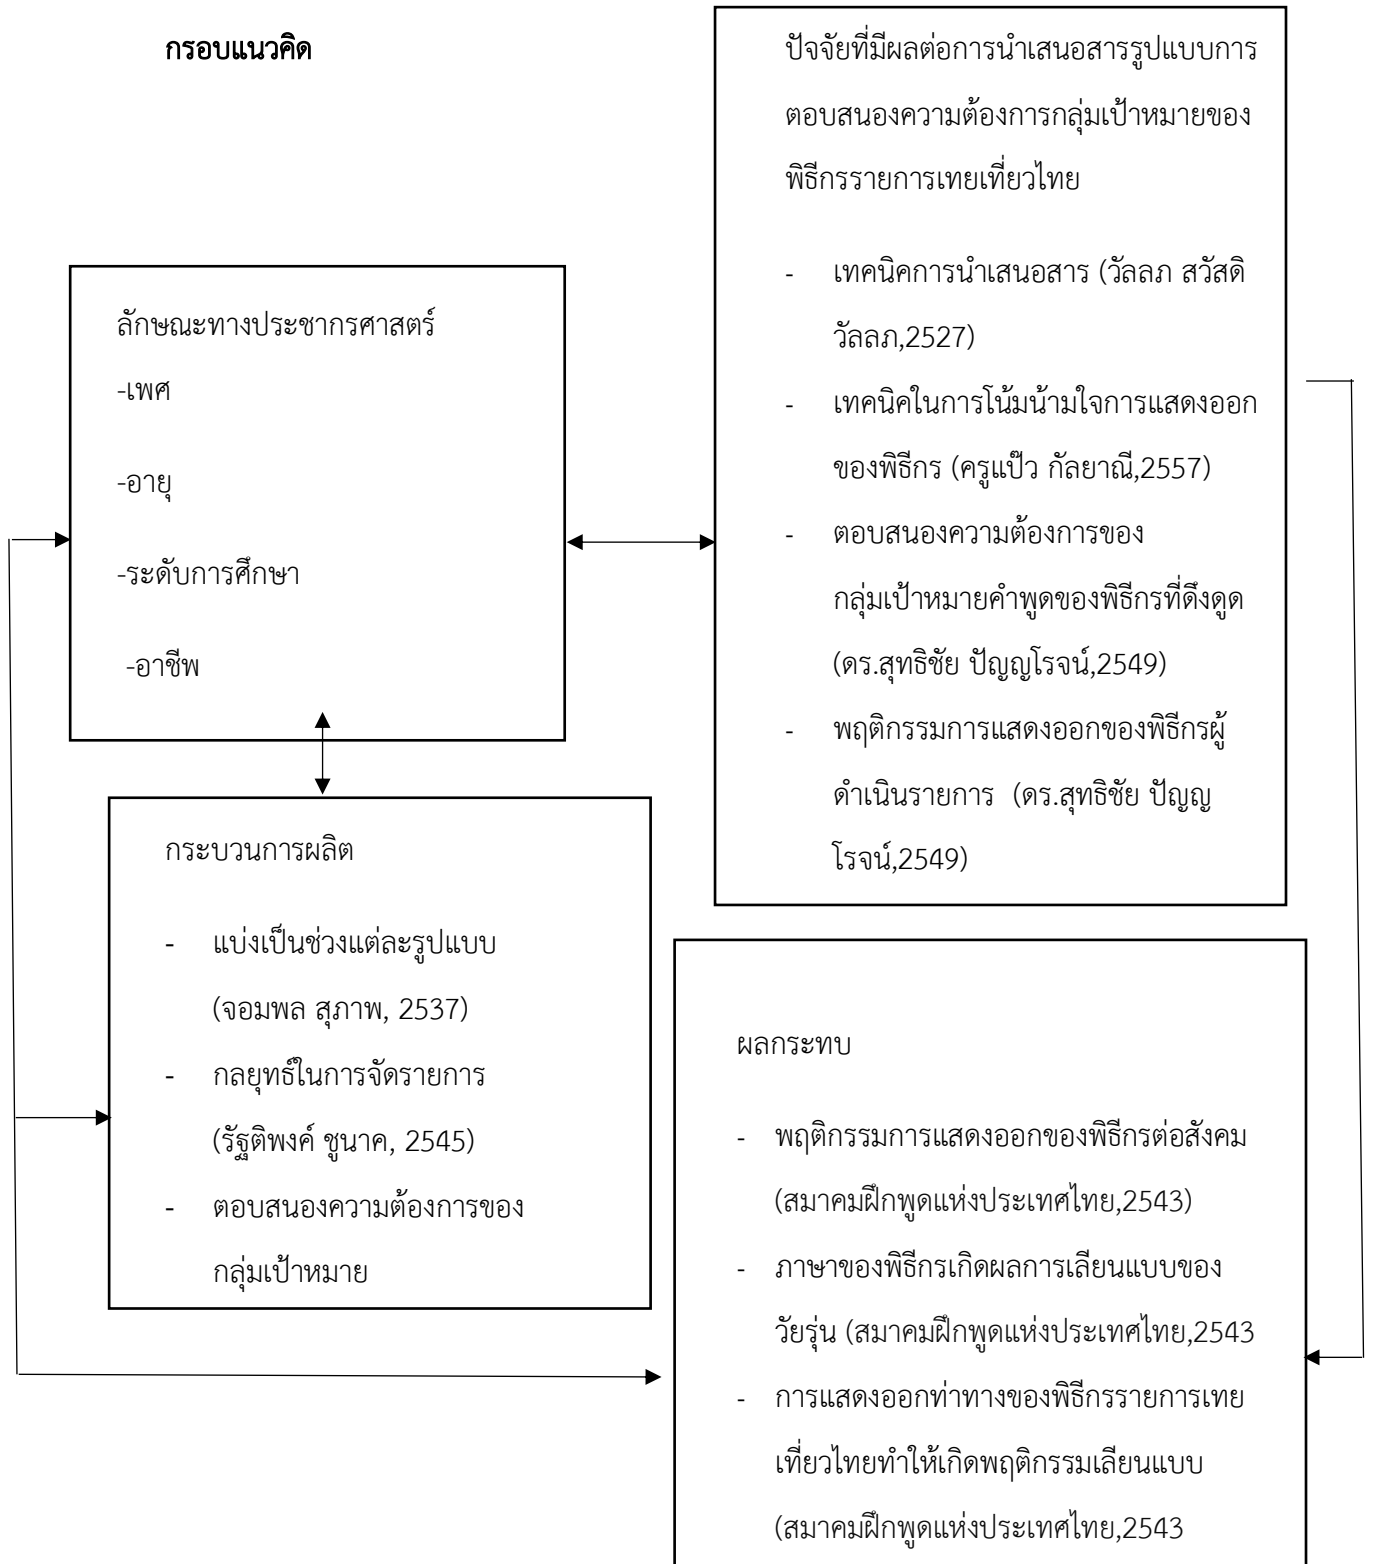 กรอบแนวคิด
ปัจจัยที่มีผลต่อการนำเสนอสารรูปแบบการ
ตอบสนองความต้องการกลุ่มเป้าหมายของ
พิธีกรรายการเทยเที่ยวไทย
- เทคนิคการนำเสนอสาร (วัลลภ สวัสดิ
วัลลภ,2527)
- เทคนิคในการโน้มน้ามใจการแสดงออก
ของพิธีกร (ครูแป๊ว กัลยาณี,2557)
- ตอบสนองความต้องการของ
กลุ่มเป้าหมายคำพูดของพิธีกรที่ดึงดูด
(ดร.สุทธิชัย ปัญญโรจน์,2549)
- พฤติกรรมการแสดงออกของพิธีกรผู้
ดำเนินรายการ (ดร.สุทธิชัย ปัญญ
โรจน์,2549)
ลักษณะทางประชากรศาสตร์
-เพศ
-อายุ
-ระดับการศึกษา
-อาชีพ
กระบวนการผลิต
- แบ่งเป็นช่วงแต่ละรูปแบบ
(จอมพล สุภาพ, 2537)
- กลยุทธ์ในการจัดรายการ
(รัฐติพงค์ ชูนาค, 2545)
- ตอบสนองความต้องการของ
กลุ่มเป้าหมาย
ผลกระทบ
- พฤติกรรมการแสดงออกของพิธีกรต่อสังคม
(สมาคมฝึกพูดแห่งประเทศไทย,2543)
- ภาษาของพิธีกรเกิดผลการเลียนแบบของ
วัยรุ่น (สมาคมฝึกพูดแห่งประเทศไทย,2543
- การแสดงออกท่าทางของพิธีกรรายการเทย
เที่ยวไทยทำให้เกิดพฤติกรรมเลียนแบบ
(สมาคมฝึกพูดแห่งประเทศไทย,2543